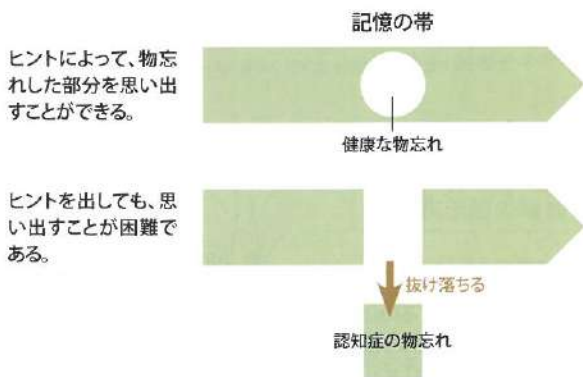 記憶の帯
ヒントによって、物忘
れした部分を思い出
すことができる。
健康な物忘れ
ヒントを出しても、思
い出すことが困難で
ある。
抜け落ちる
認知症の物忘れ